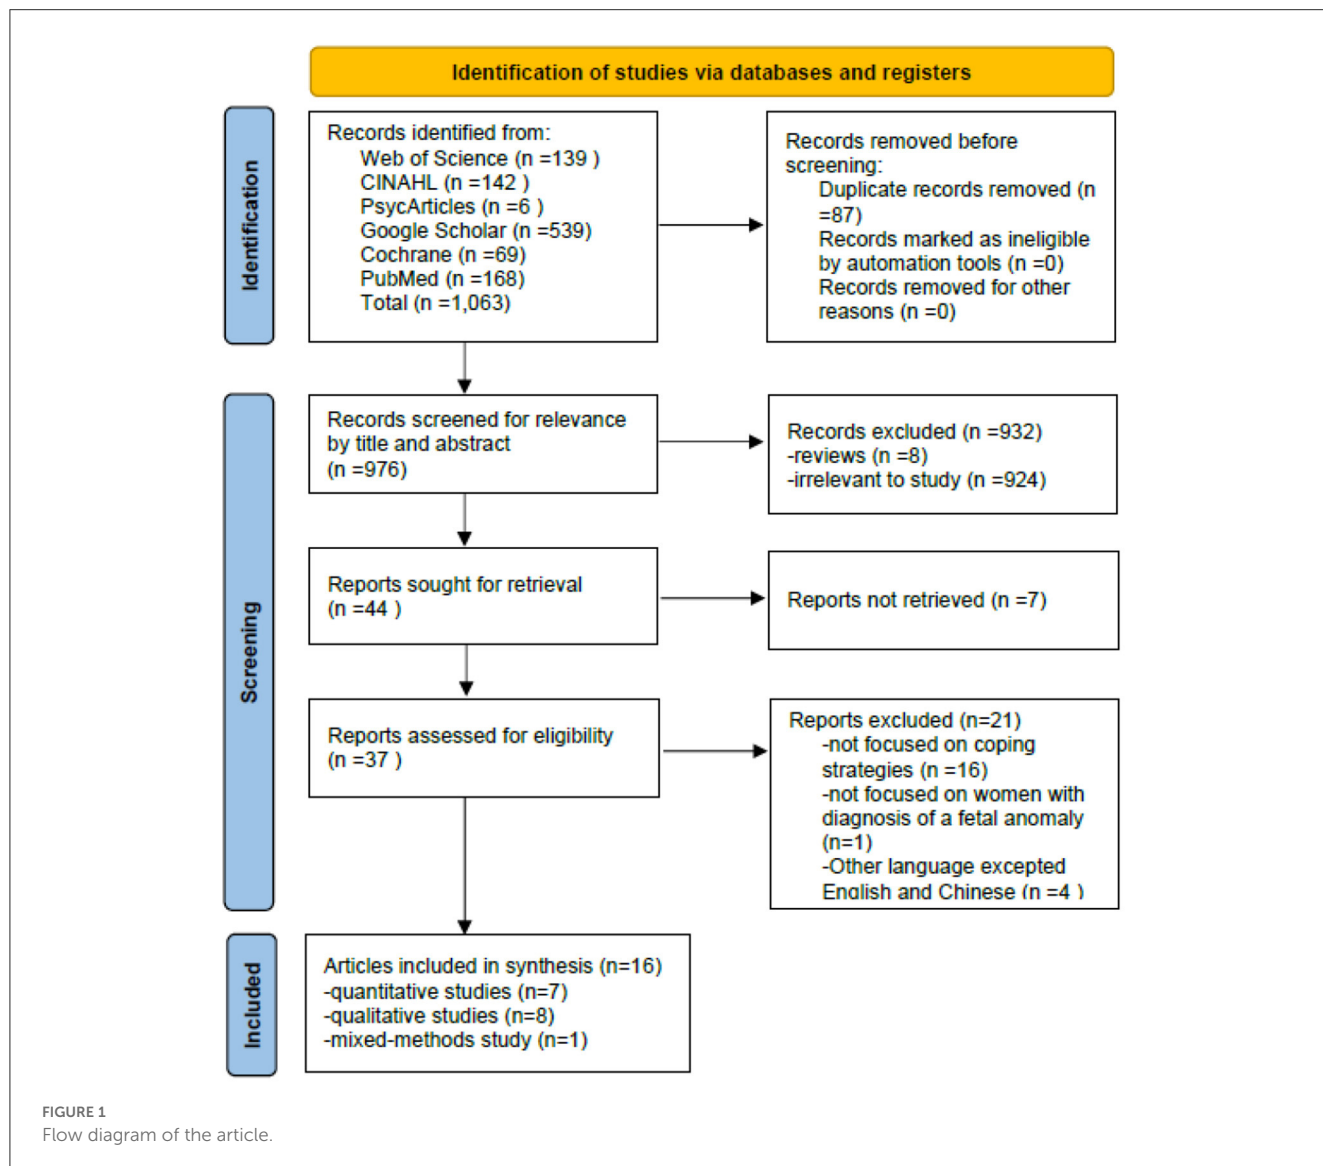 Identification of studies via databases and registers
Identification
Records identified from:
Web of Science (n =139 )
CINAHL (n =142 )
PsycArticles (n =6 )
Google Scholar (n =539)
Cochrane (n =69)
PubMed (n =168)
Total (n =1,063)
Records removed before
screening:
Duplicate records removed (n
=87)
Records marked as ineligible
by automation tools (n =0)
Records removed for other
reasons (n =0)
Screening
Records screened for relevance
by title and abstract
(n =976)
Records excluded (n =932)
-reviews (n =8)
-irrelevant to study (n =924)
Reports sought for retrieval
(n =44 )
Reports not retrieved (n =7)
Reports assessed for eligibility
(n =37 )
Reports excluded (n=21)
-not focused on coping
strategies (n =16)
-not focused on women with
diagnosis of a fetal anomaly
(n=1)
-Other language excepted
English and Chinese (n =4 )
Included
Articles included in synthesis (n=16)
-quantitative studies (n=7)
-qualitative studies (n=8)
-mixed-methods study (n=1)
FIGURE 1
Flow diagram of the article.